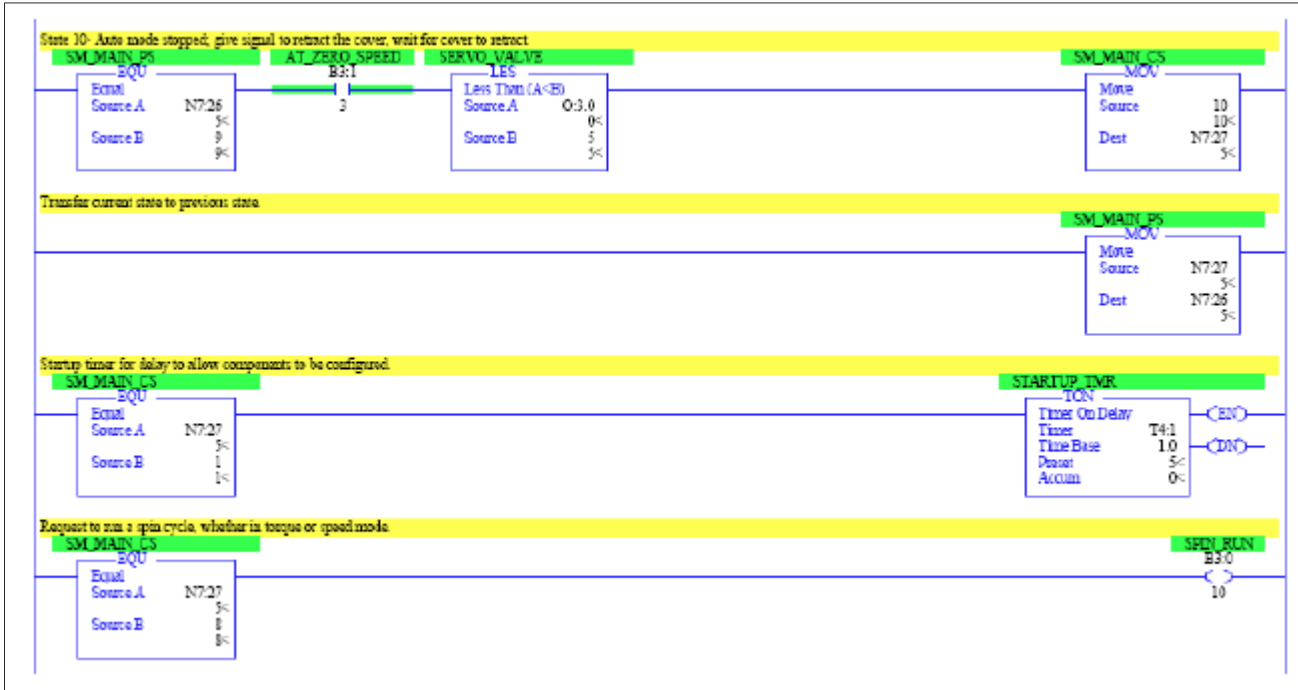 State 10- Auto mode stopped; give signal to retract the cover, wait for cover to retract.
SM_MAIN_PS AT_ZERO_SPEED SERVO_VALVE SM_MAIN_CS
EQU B3:1 LES MOV
Equal 3 Less Than (A<B) Move
Source A N7:26 Source A O:3.0 Source 10
5< 0< 10<
Source B 9 Source B 5 Dest N7:27
9< 5< 5<
Transfer current state to previous state.
SM_MAIN_PS
MOV
Move
Source N7:27
5<
Dest N7:26
5<
Startup timer for delay to allow components to be configured.
SM_MAIN_CS STARTUP_TMR
EQU TON
Equal Timer On Delay (EN)
Source A N7:27 Timer T4:1
5< Time Base 1.0 (DN)
Source B 1 Preset 5<
1< Accum 0<
Request to run a spin cycle, whether in torque or speed mode.
SM_MAIN_CS SPIN_RUN
EQU B3:0
Equal
Source A N7:27 10
5<
Source B 8
8<